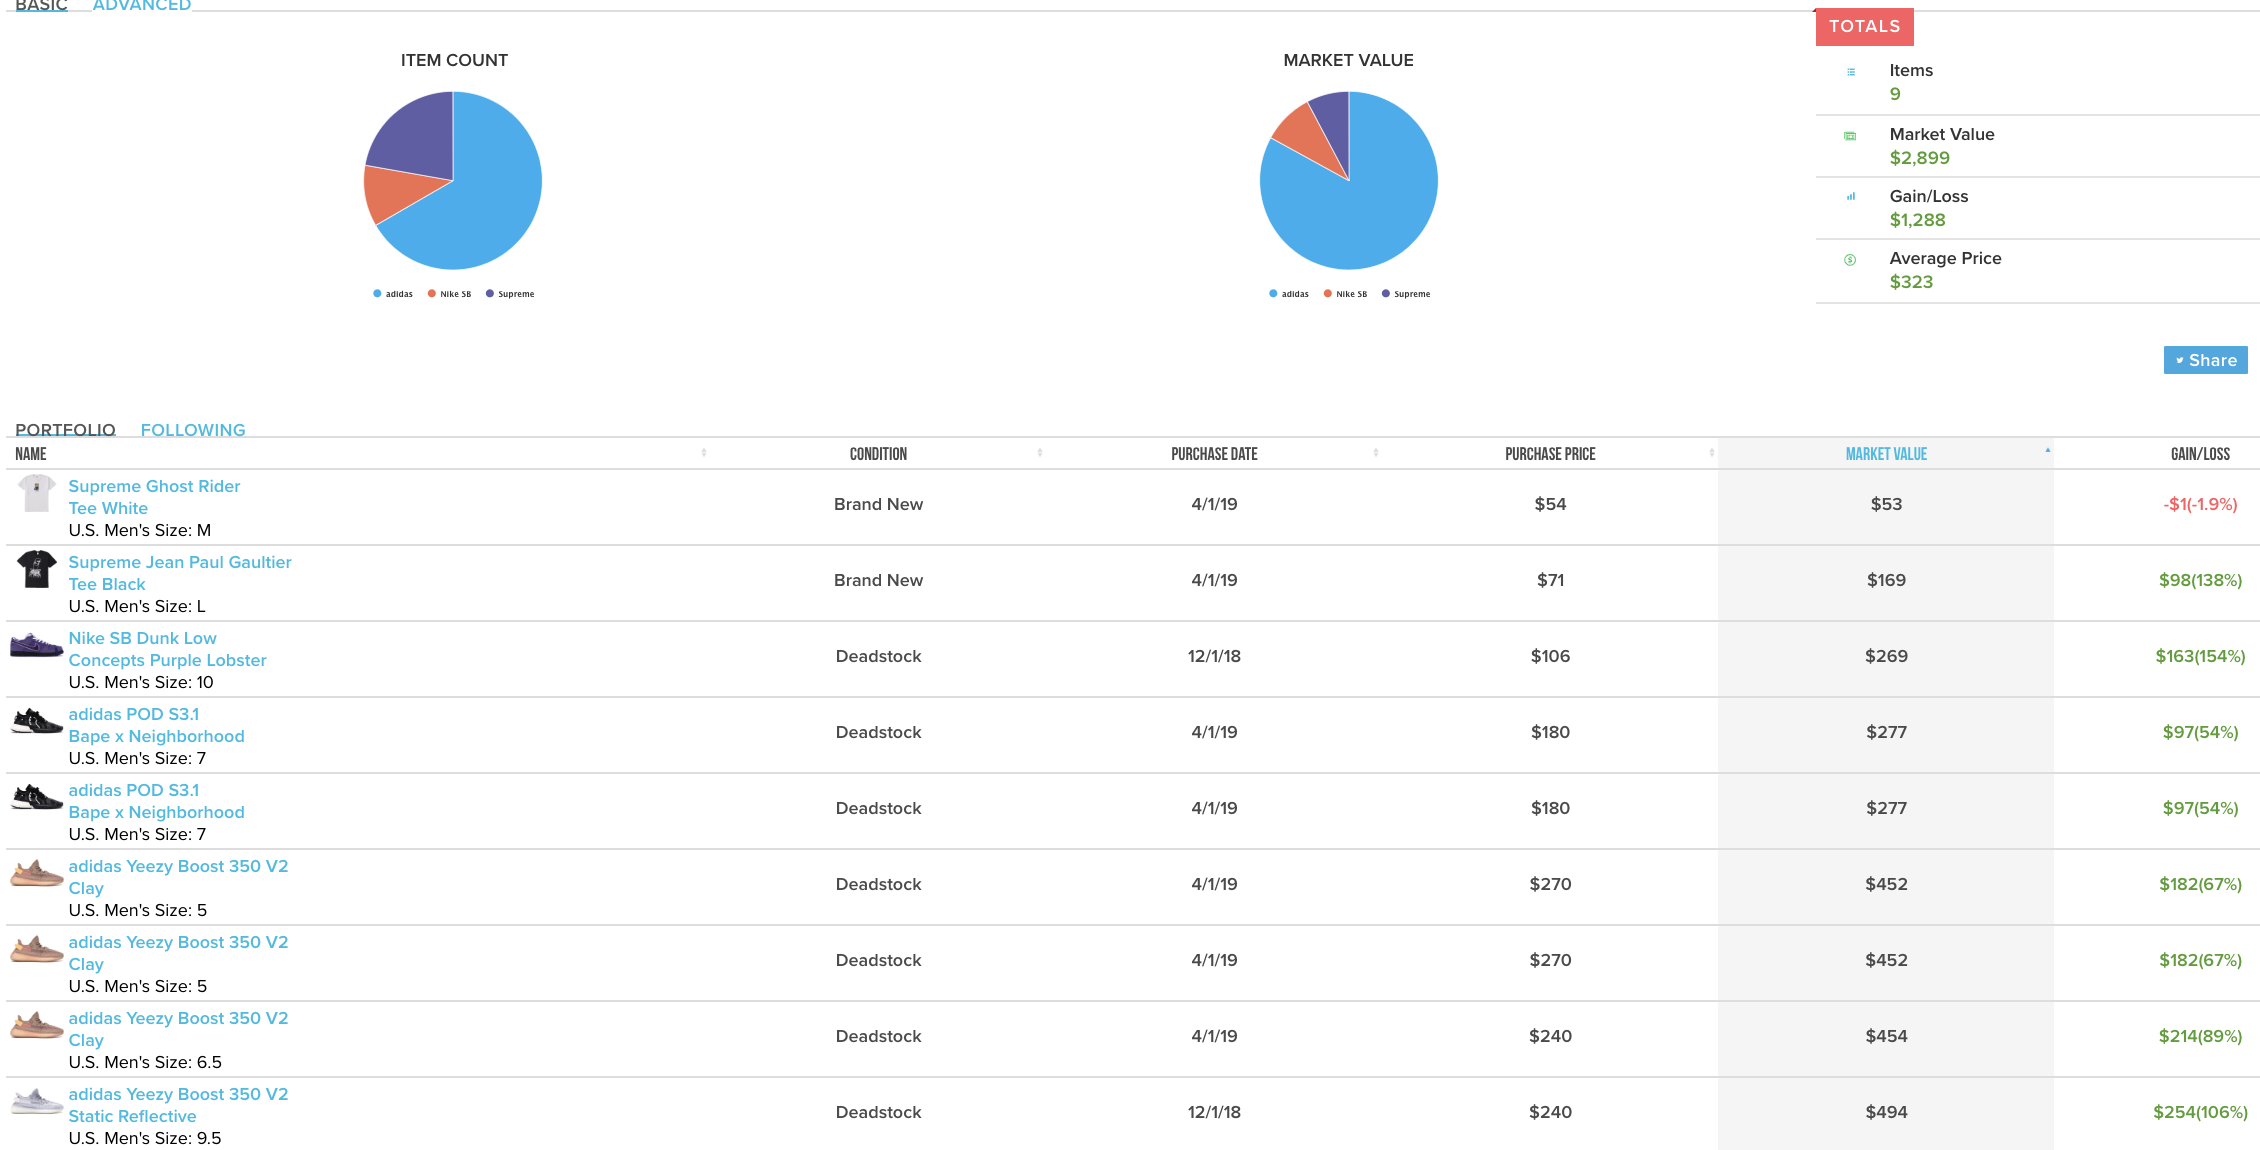 BASIC ADVANCED
ITEM COUNT
adidas Nike SB Supreme
MARKET VALUE
adidas Nike SB Supreme
TOTALS
Items
9
Market Value
$2,899
Gain/Loss
$1,288
Average Price
$323
Share
PORTFOLIO FOLLOWING
NAME CONDITION PURCHASE DATE PURCHASE PRICE MARKET VALUE GAIN/LOSS
Supreme Ghost Rider
Tee White
U.S. Men's Size: M
Brand New 4/1/19 $54 $53 -$1(-1.9%)
Supreme Jean Paul Gaultier
Tee Black
U.S. Men's Size: L
Brand New 4/1/19 $71 $169 $98(138%)
Nike SB Dunk Low
Concepts Purple Lobster
U.S. Men's Size: 10
Deadstock 12/1/18 $106 $269 $163(154%)
adidas POD S3.1
Bape x Neighborhood
U.S. Men's Size: 7
Deadstock 4/1/19 $180 $277 $97(54%)
adidas POD S3.1
Bape x Neighborhood
U.S. Men's Size: 7
Deadstock 4/1/19 $180 $277 $97(54%)
adidas Yeezy Boost 350 V2
Clay
U.S. Men's Size: 5
Deadstock 4/1/19 $270 $452 $182(67%)
adidas Yeezy Boost 350 V2
Clay
U.S. Men's Size: 5
Deadstock 4/1/19 $270 $452 $182(67%)
adidas Yeezy Boost 350 V2
Clay
U.S. Men's Size: 6.5
Deadstock 4/1/19 $240 $454 $214(89%)
adidas Yeezy Boost 350 V2
Static Reflective
U.S. Men's Size: 9.5
Deadstock 12/1/18 $240 $494 $254(106%)